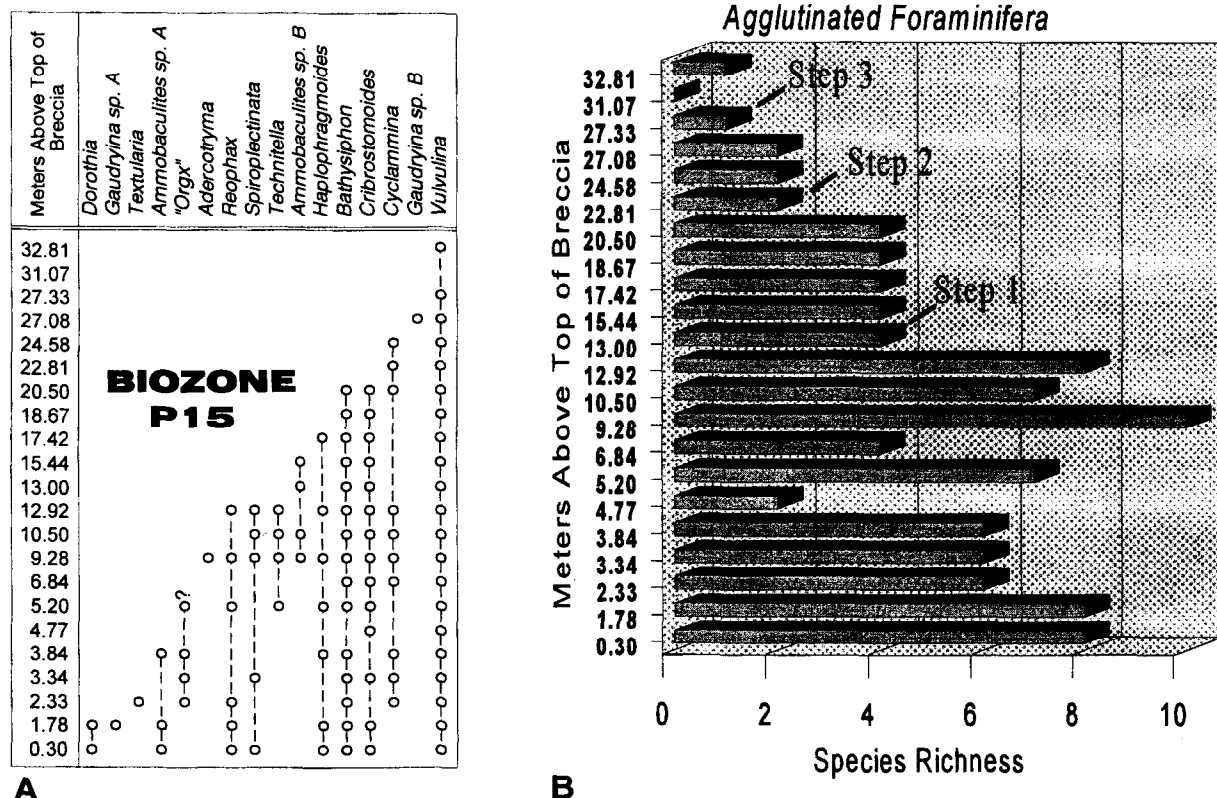 Meters Above Top of
Breccia
Dorothia
Gaudryina sp. A
Textularia
Ammobaculites sp. A
"Orgx"
Adercotryma
Reophax
Spiroplectinata
Technitella
Ammobaculites sp. B
Haplophragmoides
Bathysiphon
Cribrostomoides
Cyclammina
Gaudryina sp. B
Vulvulina
32.81
31.07
27.33
27.08
24.58
22.81
20.50
18.67
17.42
15.44
13.00
12.92
10.50
9.28
6.84
5.20
4.77
3.84
3.34
2.33
1.78
0.30
BIOZONE
P15
?
A
Agglutinated Foraminifera
Meters Above Top of Breccia
32.81
31.07
27.33
27.08
24.58
22.81
20.50
18.67
17.42
15.44
13.00
12.92
10.50
9.28
6.84
5.20
4.77
3.84
3.34
2.33
1.78
0.30
Step 3
Step 2
Step 1
0 2 4 6 8 10
Species Richness
B